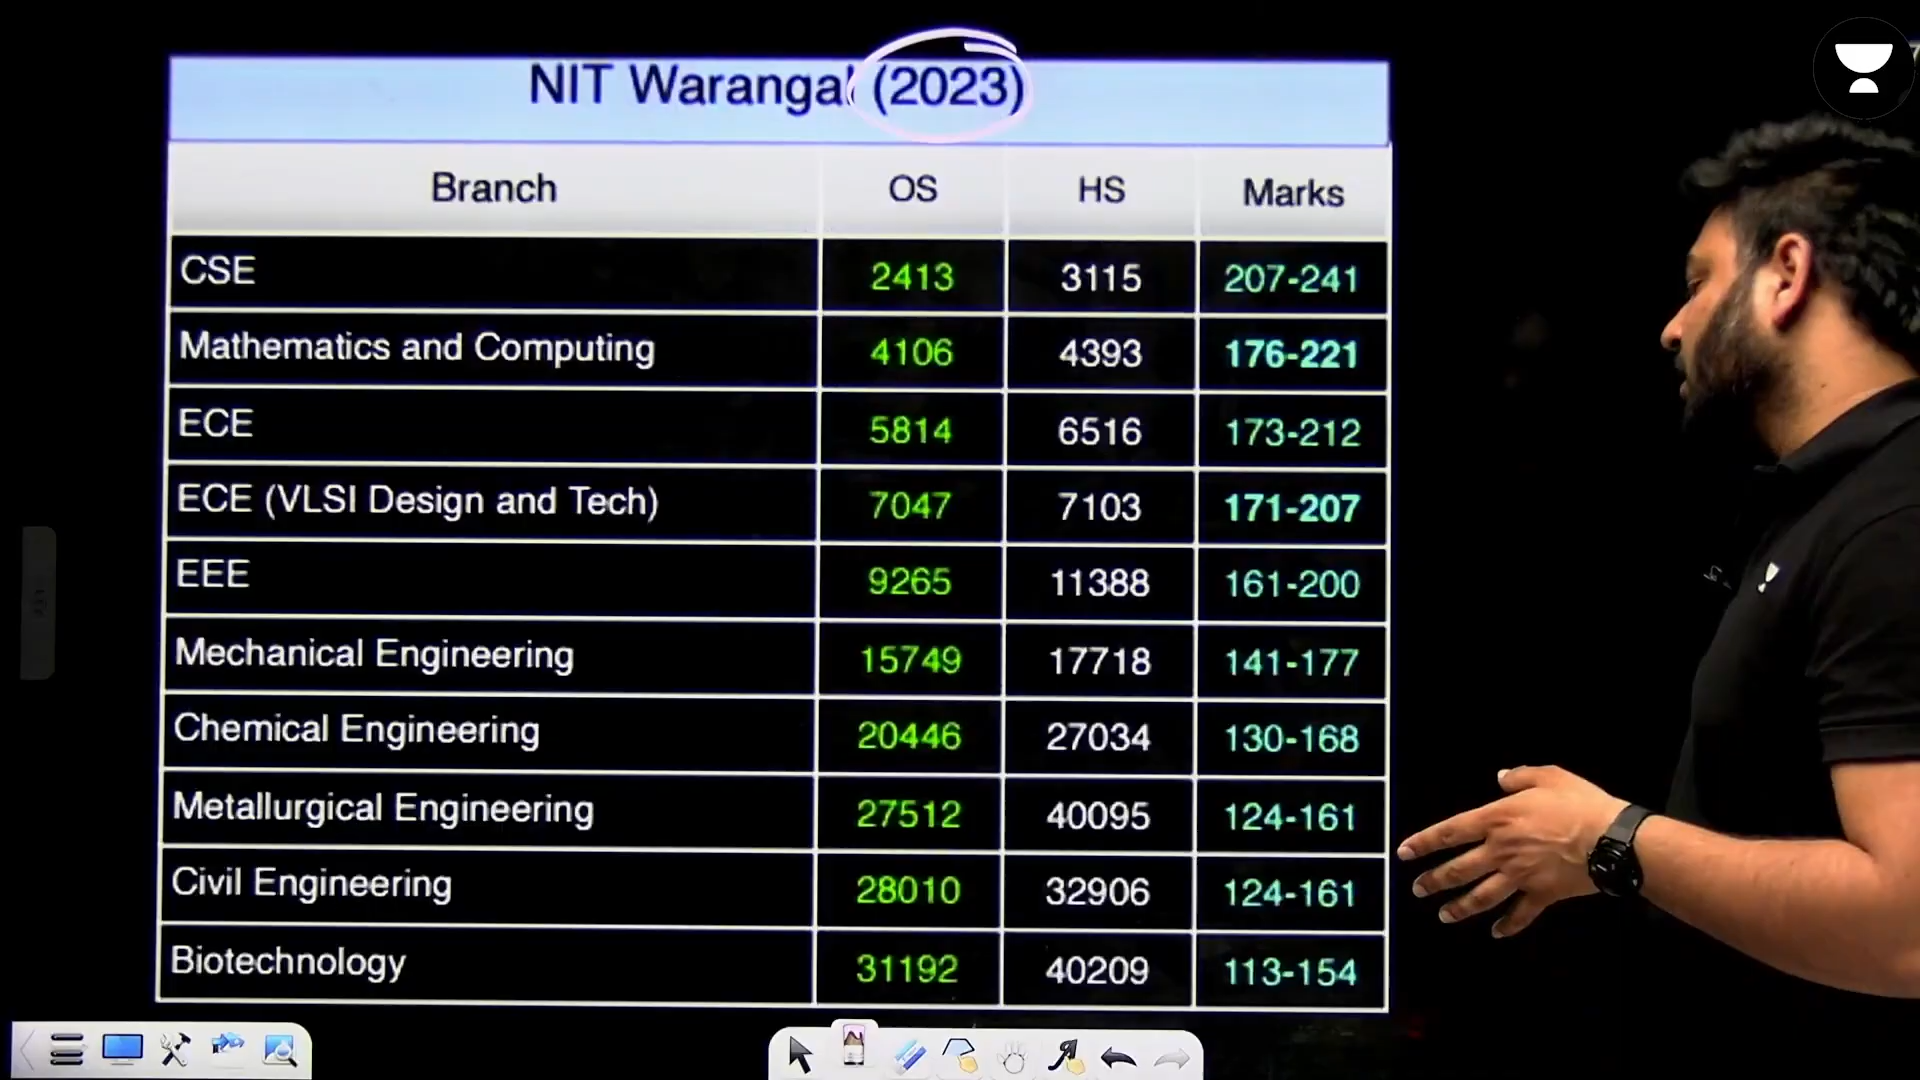 NIT Warangal (2023)
Branch OS HS Marks
CSE 2413 3115 207-241
Mathematics and Computing 4106 4393 176-221
ECE 5814 6516 173-212
ECE (VLSI Design and Tech) 7047 7103 171-207
EEE 9265 11388 161-200
Mechanical Engineering 15749 17718 141-177
Chemical Engineering 20446 27034 130-168
Metallurgical Engineering 27512 40095 124-161
Civil Engineering 28010 32906 124-161
Biotechnology 31192 40209 113-154